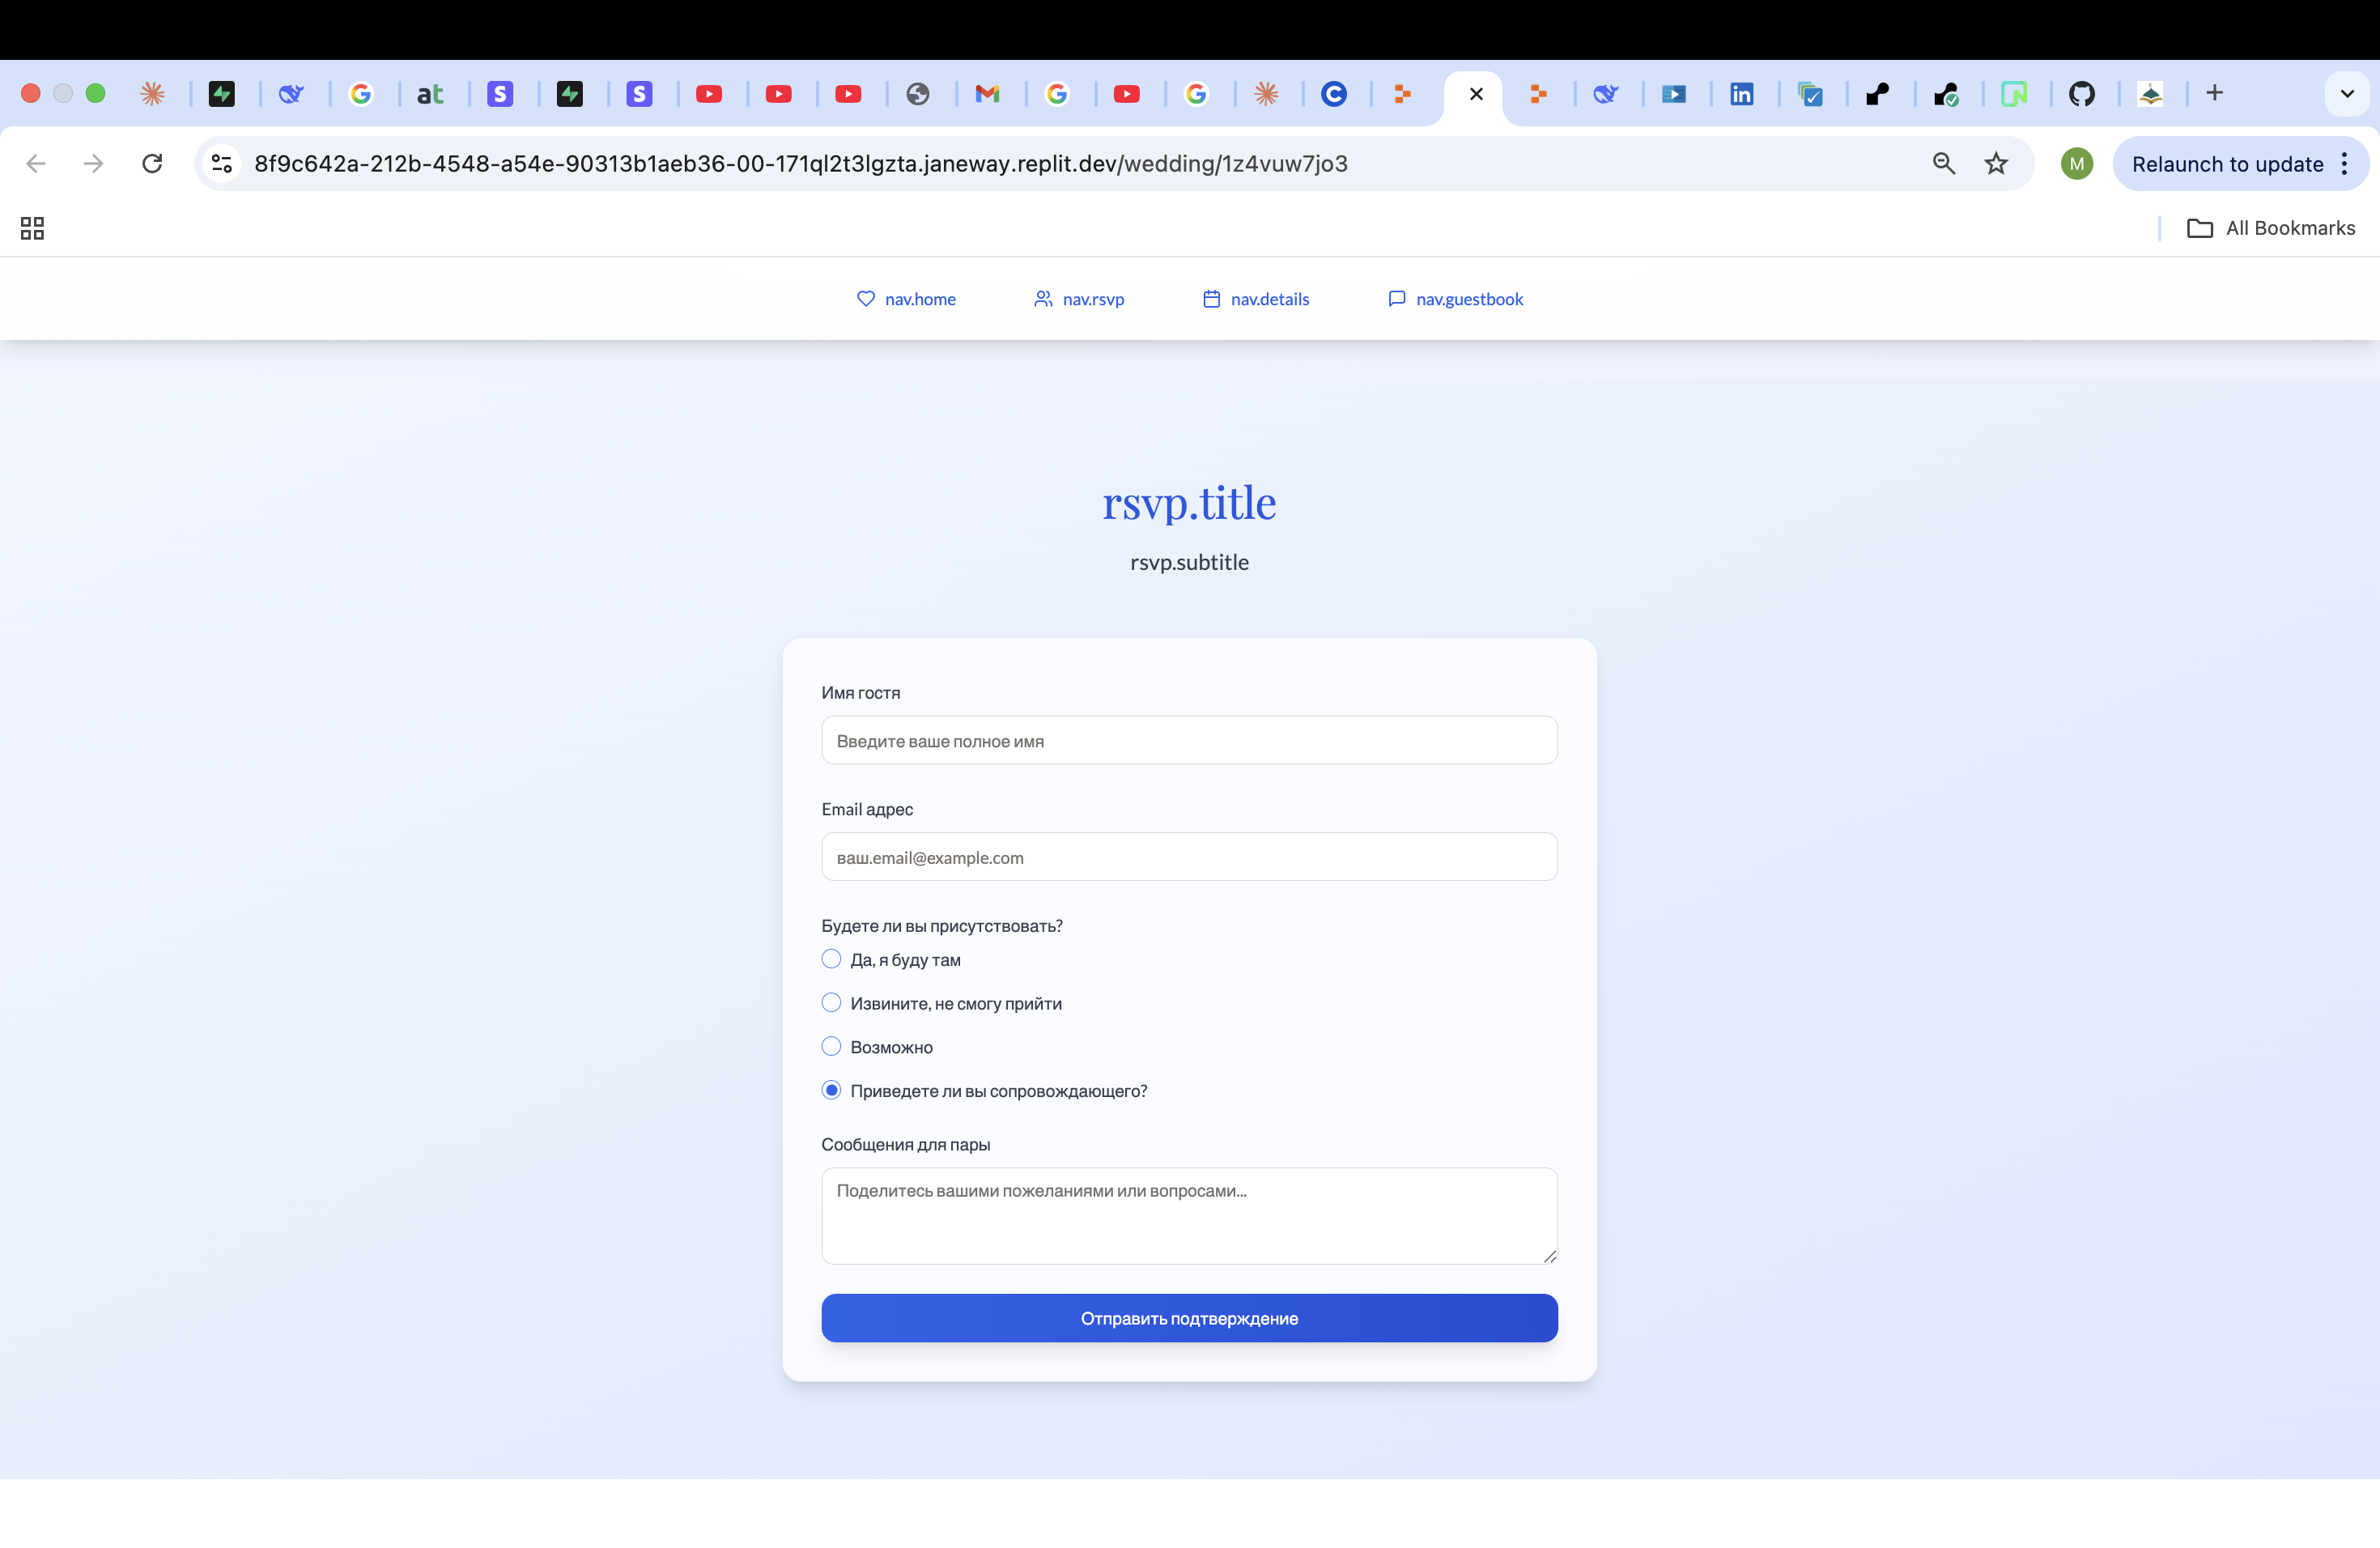 at
8f9c642a-212b-4548-a54e-90313b1aeb36-00-171ql2t3lgzta.janeway.replit.dev/wedding/1z4vuw7jo3
M
Relaunch to update
All Bookmarks
nav.home nav.rsvp nav.details nav.guestbook
rsvp.title
rsvp.subtitle
Имя гостя
Введите ваше полное имя
Email адрес
ваш.email@example.com
Будете ли вы присутствовать?
Да, я буду там
Извините, не смогу прийти
Возможно
Приведете ли вы сопровождающего?
Сообщения для пары
Поделитесь вашими пожеланиями или вопросами...
Отправить подтверждение